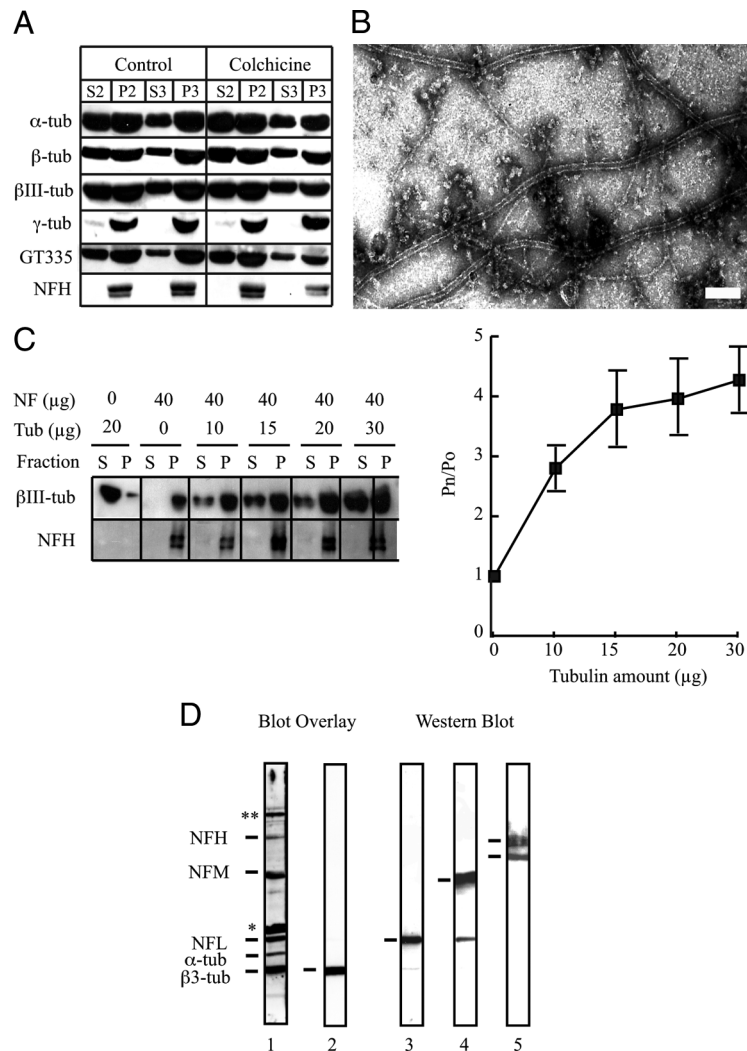 A
Control Colchicine
S2 P2 S3 P3 S2 P2 S3 P3
α-tub
β-tub
βIII-tub
γ-tub
GT335
NFH
B
C
NF (µg) 0 40 40 40 40 40
Tub (µg) 20 0 10 15 20 30
Fraction S P S P S P S P S P S P
βIII-tub
NFH
Pn/Po
5
4
3
2
1
0
0 10 15 20 30
Tubulin amount (µg)
D
Blot Overlay Western Blot
**
NFH
NFM
*
NFL
α-tub
β3-tub
1 2 3 4 5